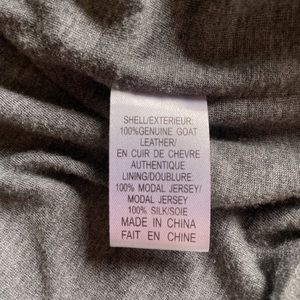 SHELL/EXTERIEUR:
100%GENUINE GOAT
LEATHER/
EN CUIR DE CHEVRE
AUTHENTIQUE
LINING/DOUBLURE:
100% MODAL JERSEY/
MODAL JERSEY
100% SILK/SOIE
MADE IN CHINA
FAIT EN CHINE